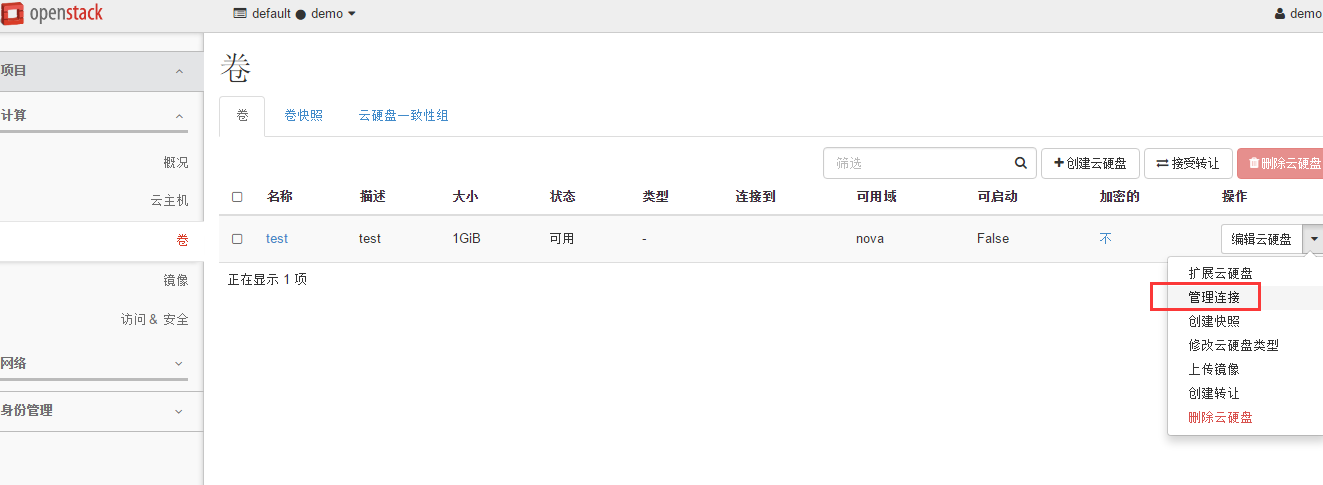 openstack
default ● demo
demo
项目
计算
概况
云主机
卷
镜像
访问 & 安全
网络
身份管理
卷
卷 卷快照 云硬盘一致性组
筛选 创建云硬盘 接受转让 删除云硬盘
名称 描述 大小 状态 类型 连接到 可用域 可启动 加密的 操作
test test 1GiB 可用 - nova False 不 编辑云硬盘
正在显示 1 项
扩展云硬盘
管理连接
创建快照
修改云硬盘类型
上传镜像
创建转让
删除云硬盘